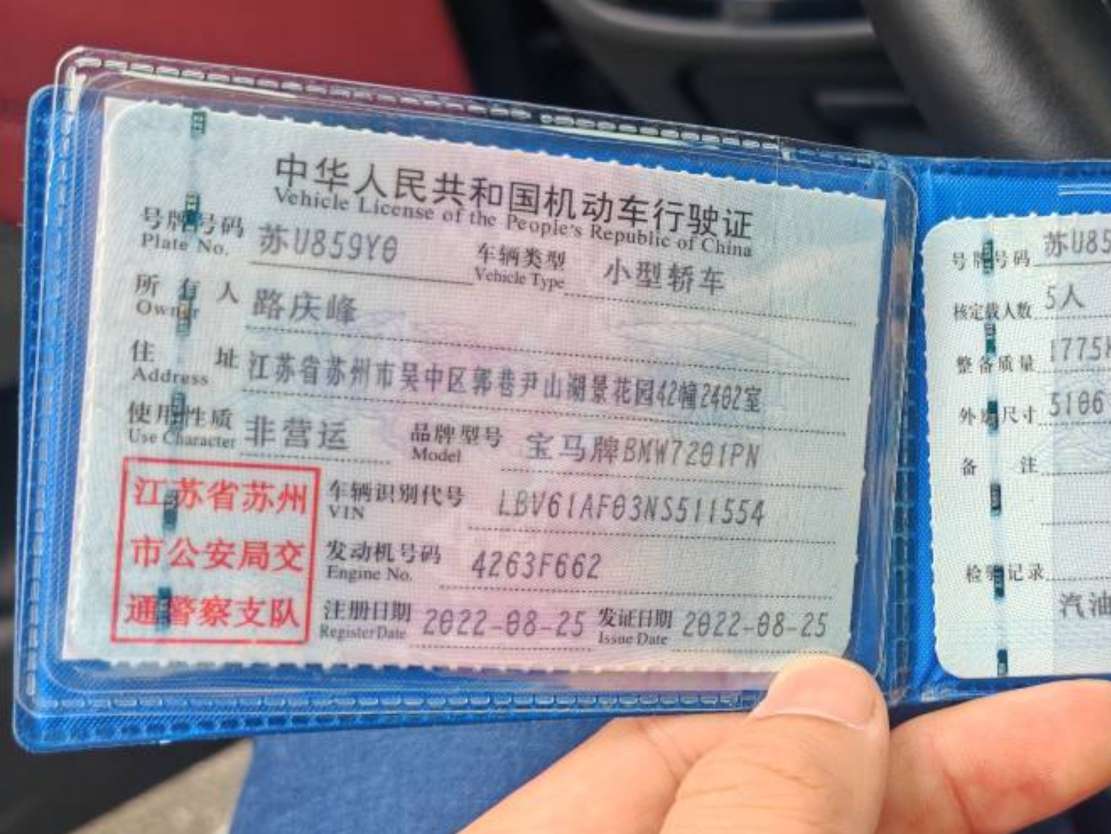 中华人民共和国机动车行驶证
Vehicle License of the People's Republic of China
号牌号码 苏U859Y0 车辆类型 小型轿车
Plate No. Vehicle Type
所有人 路庆峰
Owner
住址 江苏省苏州市吴中区郭巷尹山湖景花园42幢2402室
Address
使用性质 非营运 品牌型号 宝马牌BMW7201PN
Use Character Model
江苏省苏州
市公安局交
通警察支队
车辆识别代号 LBV61AF03NS511554
VIN
发动机号码 4263F662
Engine No.
注册日期 2022-08-25 发证日期 2022-08-25
Register Date Issue Date
号牌号码 苏U85
核定载人数 5人
整备质量 1775
外廓尺寸 5106
备注
检验记录
汽油